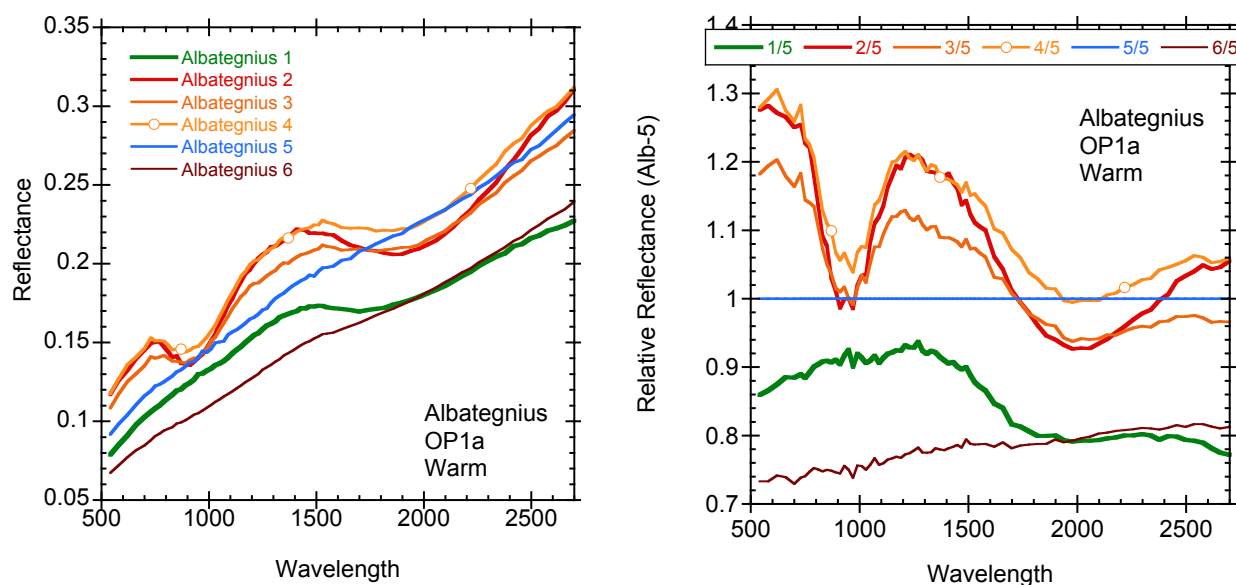 0.35
0.3
0.25
0.2
0.15
0.1
0.05
Reflectance
Albategnius 1
Albategnius 2
Albategnius 3
Albategnius 4
Albategnius 5
Albategnius 6
Albategnius
OP1a
Warm
500 1000 1500 2000 2500
Wavelength
1.4
1.3
1.2
1.1
1
0.9
0.8
0.7
Relative Reflectance (Alb-5)
1/5 2/5 3/5 4/5 5/5 6/5
Albategnius
OP1a
Warm
500 1000 1500 2000 2500
Wavelength